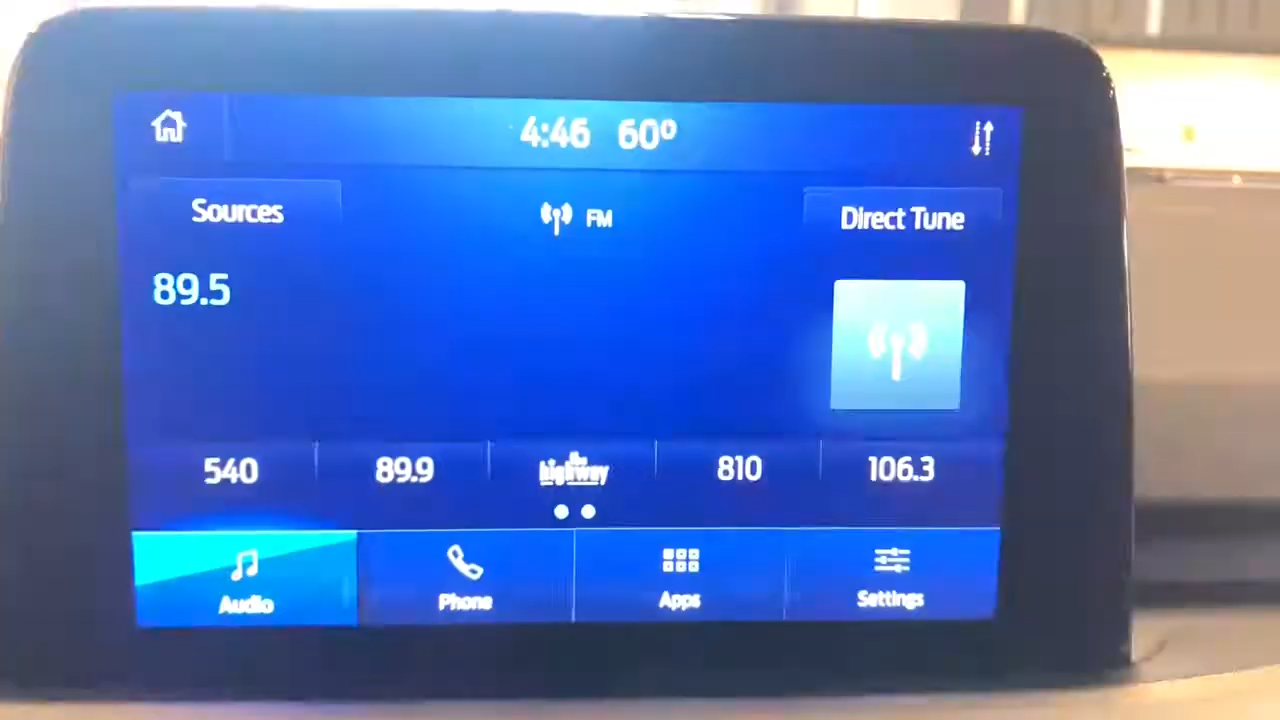 4:46 60°
Sources
FM
Direct Tune
89.5
540
89.9
the highway
810
106.3
Audio
Phone
Apps
Settings